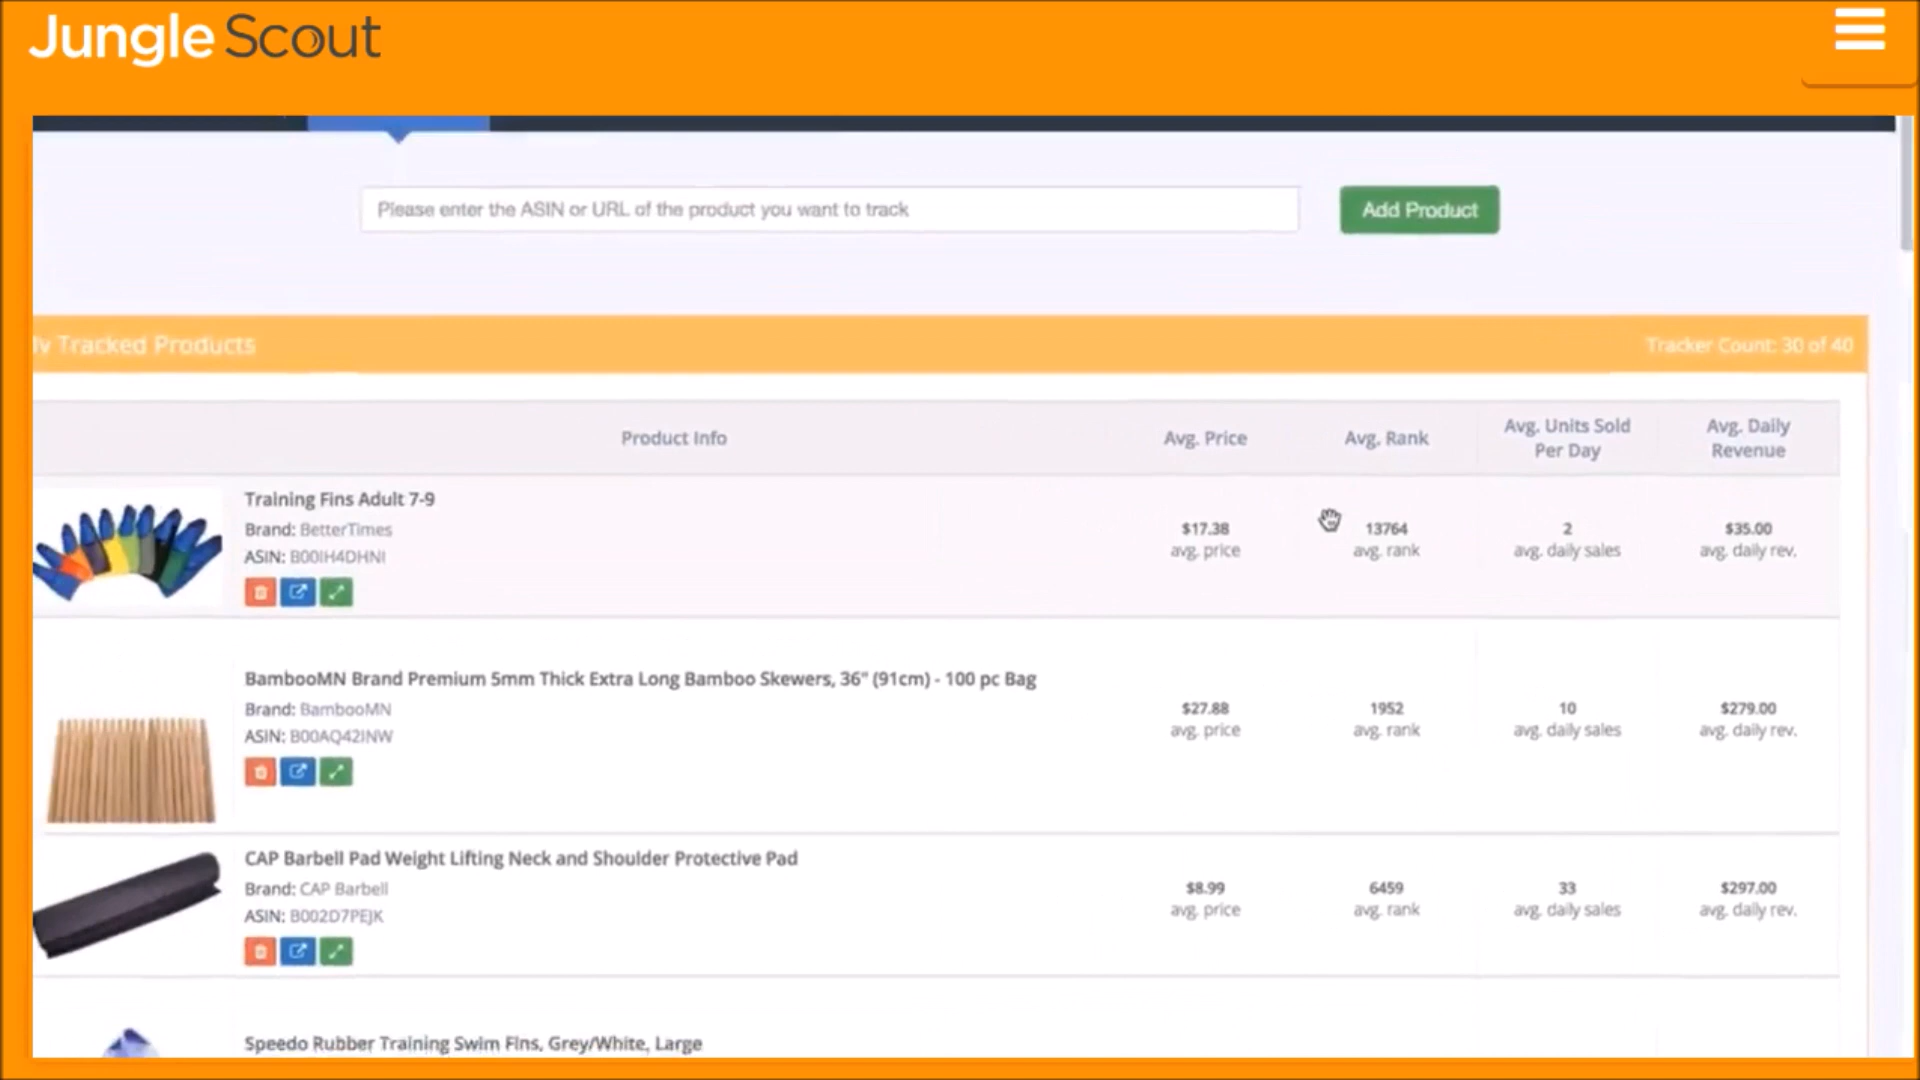 Jungle Scout
Please enter the ASIN or URL of the product you want to track
Add Product
Tracked Products
Tracker Count: 30 of 40
Product Info
Avg. Price
Avg. Rank
Avg. Units Sold
Per Day
Avg. Daily
Revenue
Training Fins Adult 7-9
Brand: BetterTimes
ASIN: B00IH4DHNI
$17.38
avg. price
13764
avg. rank
2
avg. daily sales
$35.00
avg. daily rev.
BambooMN Brand Premium 5mm Thick Extra Long Bamboo Skewers, 36" (91cm) - 100 pc Bag
Brand: BambooMN
ASIN: B00AQ42INW
$27.88
avg. price
1952
avg. rank
10
avg. daily sales
$279.00
avg. daily rev.
CAP Barbell Pad Weight Lifting Neck and Shoulder Protective Pad
Brand: CAP Barbell
ASIN: B002D7PEJK
$8.99
avg. price
6459
avg. rank
33
avg. daily sales
$297.00
avg. daily rev.
Speedo Rubber Training Swim Fins, Grey/White, Large